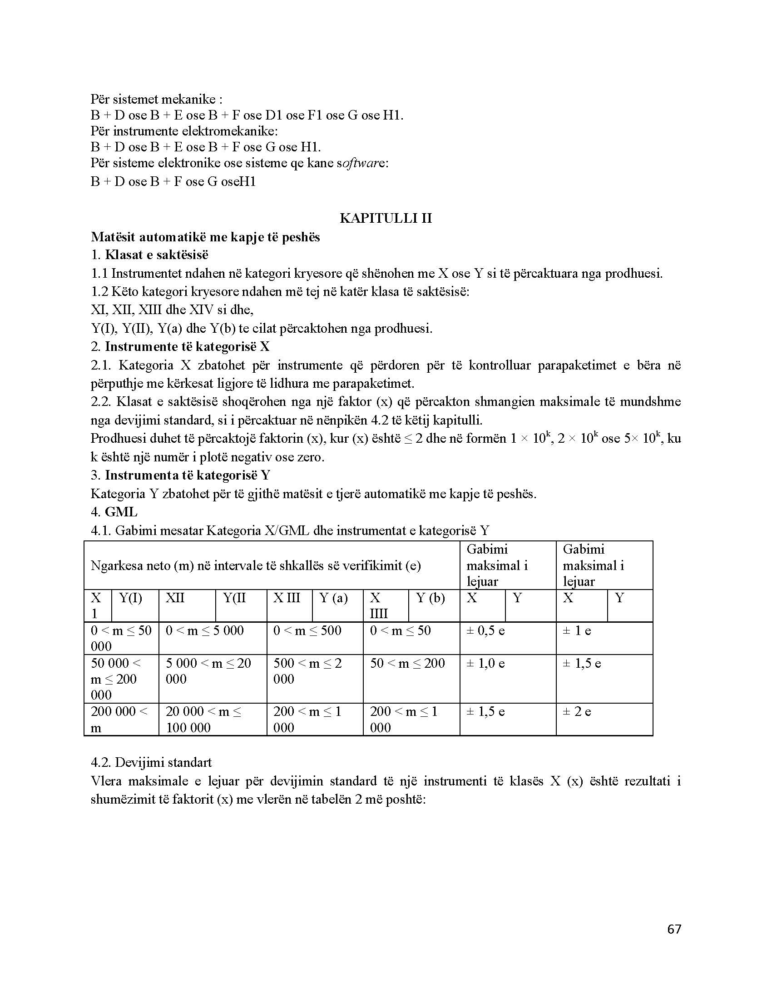 Për sistemet mekanike :
B + D ose B + E ose B + F ose D1 ose F1 ose G ose H1.
Për instrumente elektromekanike:
B + D ose B + E ose B + F ose G ose H1.
Për sisteme elektronike ose sisteme qe kane software:
B + D ose B + F ose G oseH1
KAPITULLI II
Matësit automatikë me kapje të peshës
1. Klasat e saktësisë
1.1 Instrumentet ndahen në kategori kryesore që shënohen me X ose Y si të përcaktuara nga prodhuesi.
1.2 Këto kategori kryesore ndahen më tej në katër klasa të saktësisë:
XI, XII, XIII dhe XIV si dhe,
Y(I), Y(II), Y(a) dhe Y(b) te cilat përcaktohen nga prodhuesi.
2. Instrumente të kategorisë X
2.1. Kategoria X zbatohet për instrumente që përdoren për të kontrolluar parapaketimet e bëra në
përputhje me kërkesat ligjore të lidhura me parapaketimet.
2.2. Klasat e saktësisë shoqërohen nga një faktor (x) që përcakton shmangien maksimale të mundshme
nga devijimi standard, si i përcaktuar në nënpikën 4.2 të këtij kapitulli.
Prodhuesi duhet të përcaktojë faktorin (x), kur (x) është ≤ 2 dhe në formën 1 × 10^k, 2 × 10^k ose 5× 10^k, ku
k është një numër i plotë negativ ose zero.
3. Instrumenta të kategorisë Y
Kategoria Y zbatohet për të gjithë matësit e tjerë automatikë me kapje të peshës.
4. GML
4.1. Gabimi mesatar Kategoria X/GML dhe instrumentat e kategorisë Y
Ngarkesa neto (m) në intervale të shkallës së verifikimit (e)
Gabimi
maksimal i
lejuar
Gabimi
maksimal i
lejuar
X
1
Y(I)
XII
Y(II
X III
Y (a)
X
IIII
Y (b)
X
Y
X
Y
0 < m ≤ 50
000
0 < m ≤ 5 000
0 < m ≤ 500
0 < m ≤ 50
± 0,5 e
± 1 e
50 000 <
m ≤ 200
000
5 000 < m ≤ 20
000
500 < m ≤ 2
000
50 < m ≤ 200
± 1,0 e
± 1,5 e
200 000 <
m
20 000 < m ≤
100 000
200 < m ≤ 1
000
200 < m ≤ 1
000
± 1,5 e
± 2 e
4.2. Devijimi standart
Vlera maksimale e lejuar për devijimin standard të një instrumenti të klasës X (x) është rezultati i
shumëzimit të faktorit (x) me vlerën në tabelën 2 më poshtë:
67